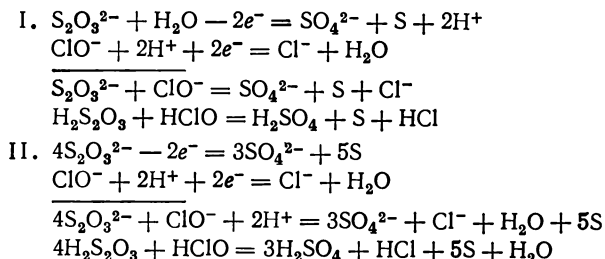 I. S₂O₃²⁻ + H₂O — 2e⁻ = SO₄²⁻ + S + 2H⁺
ClO⁻ + 2H⁺ + 2e⁻ = Cl⁻ + H₂O
S₂O₃²⁻ + ClO⁻ = SO₄²⁻ + S + Cl⁻
H₂S₂O₃ + HClO = H₂SO₄ + S + HCl
II. 4S₂O₃²⁻ — 2e⁻ = 3SO₄²⁻ + 5S
ClO⁻ + 2H⁺ + 2e⁻ = Cl⁻ + H₂O
4S₂O₃²⁻ + ClO⁻ + 2H⁺ = 3SO₄²⁻ + Cl⁻ + H₂O + 5S
4H₂S₂O₃ + HClO = 3H₂SO₄ + HCl + 5S + H₂O